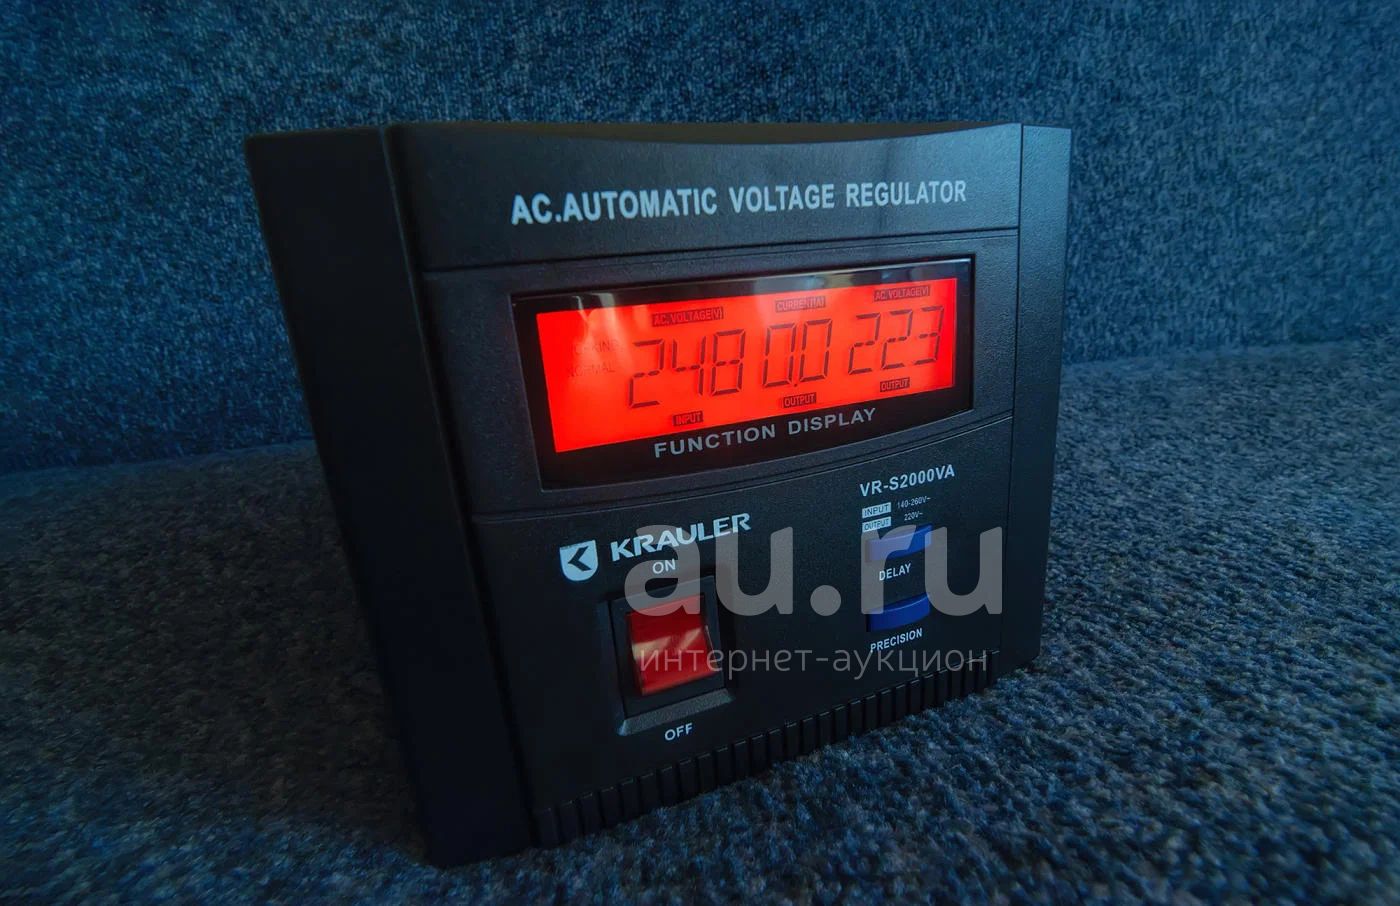 AC.AUTOMATIC VOLTAGE REGULATOR
AC. VOLTAGE(V) CURRENT(A) AC. VOLTAGE(V)
NORMAL
248 0.0 223
INPUT OUTPUT OUTPUT
FUNCTION DISPLAY
VR-S2000VA
INPUT 140-260V~
OUTPUT 220V~
KRAULER
ON
DELAY
au.ru
PRECISION
интернет-аукцион
OFF